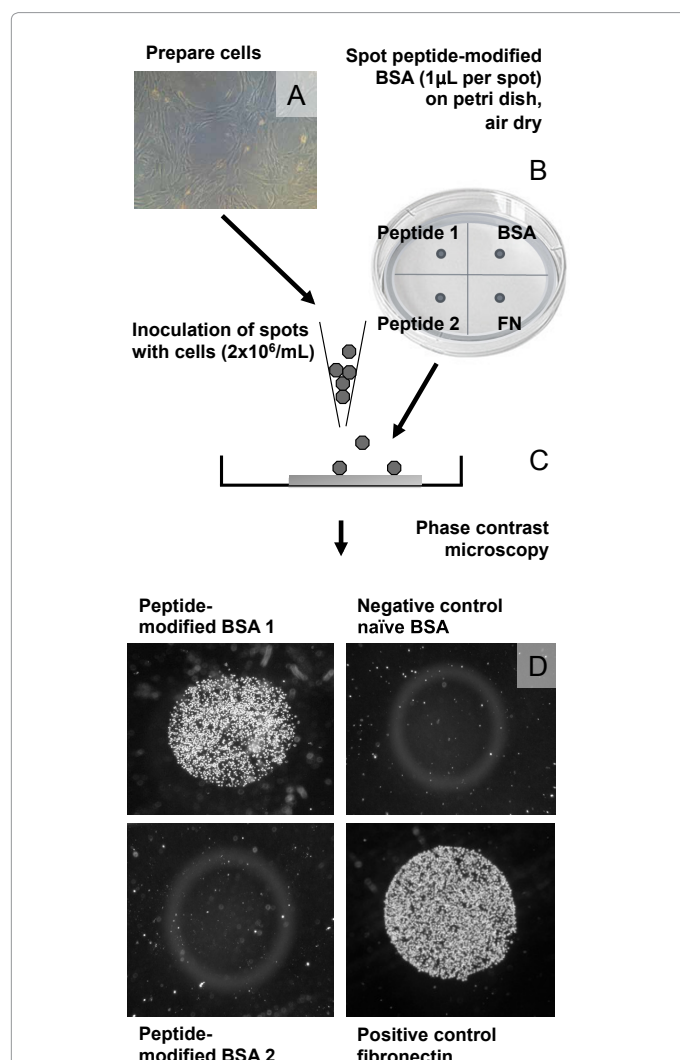 Prepare cells
A
Spot peptide-modified
BSA (1µL per spot)
on petri dish,
air dry
B
Peptide 1 BSA
Peptide 2 FN
Inoculation of spots
with cells (2x10⁶/mL)
C
Phase contrast
microscopy
Peptide-
modified BSA 1
Negative control
naïve BSA
D
Peptide-
modified BSA 2
Positive control
fibronectin